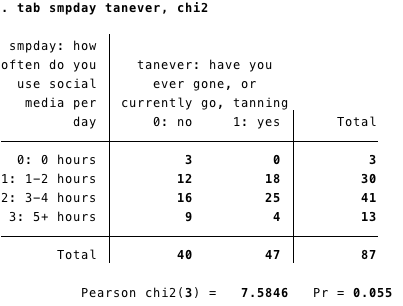 . tab smpday tanever, chi2
smpday: how
often do you tanever: have you
use social ever gone, or
media per currently go, tanning
day 0: no 1: yes Total
0: 0 hours 3 0 3
1: 1-2 hours 12 18 30
2: 3-4 hours 16 25 41
3: 5+ hours 9 4 13
Total 40 47 87
Pearson chi2(3) = 7.5846 Pr = 0.055